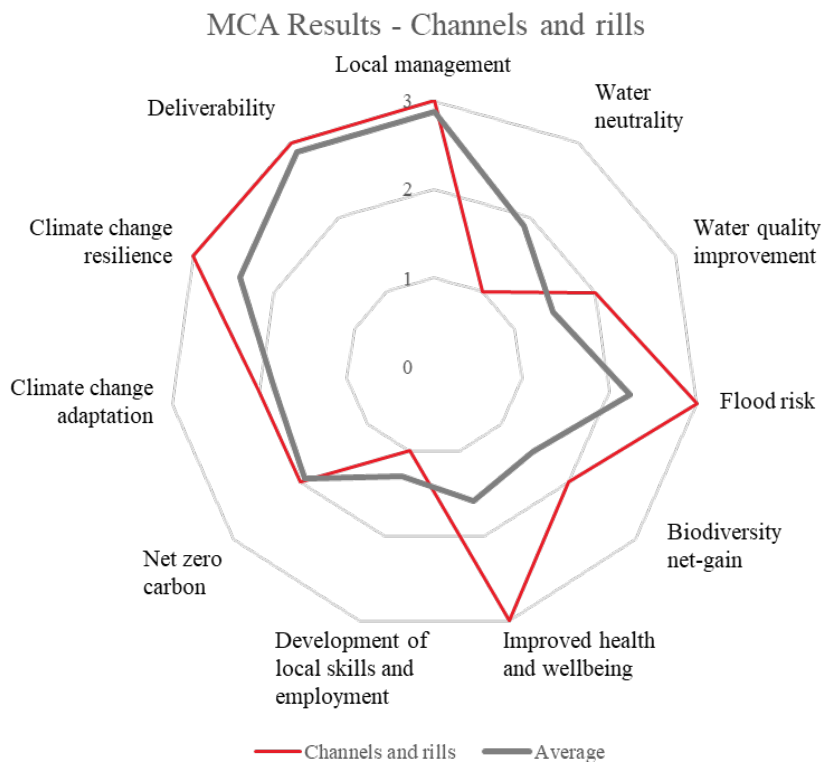 MCA Results - Channels and rills
Local management
Deliverability
Water
neutrality
Climate change
resilience
Water quality
improvement
3
2
1
0
Climate change
adaptation
Flood risk
Net zero
carbon
Biodiversity
net-gain
Development of
local skills and
employment
Improved health
and wellbeing
Channels and rills
Average